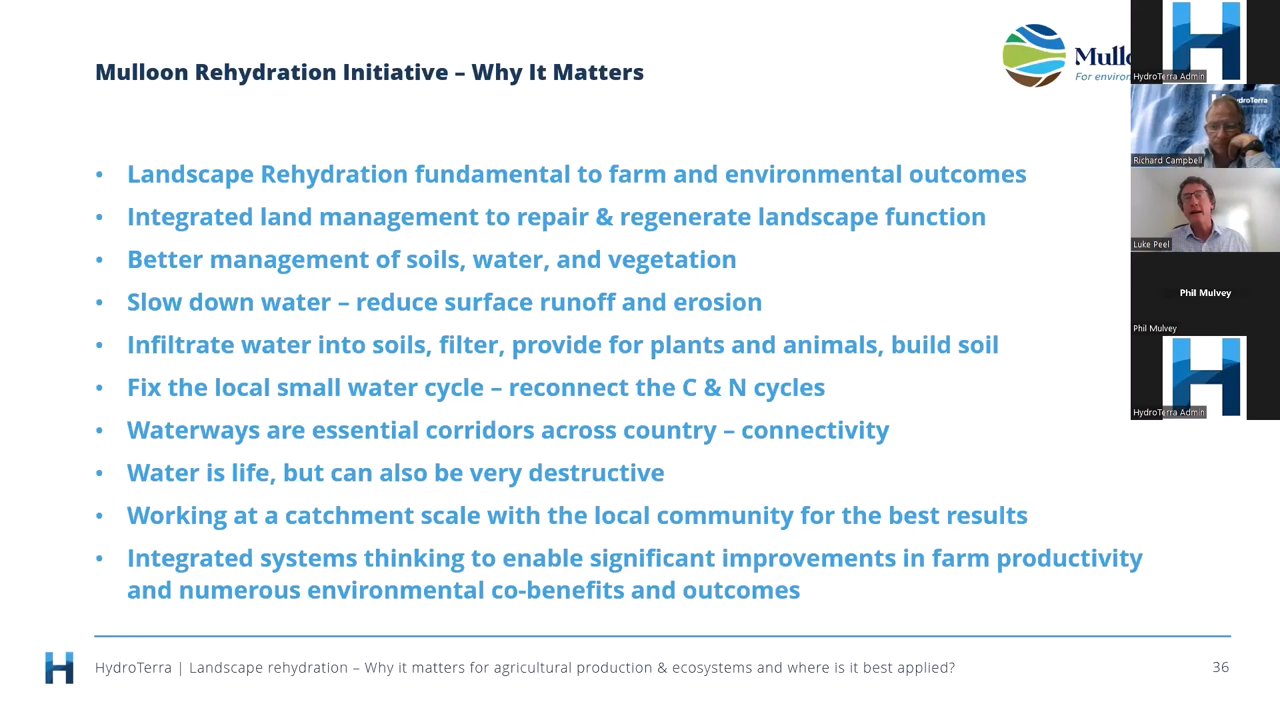 Mulloon Rehydration Initiative – Why It Matters
For environ
HydroTerra Admin
HydroTerra
Richard Campbell
Luke Peel
Phil Mulvey
Phil Mulvey
HydroTerra Admin
• Landscape Rehydration fundamental to farm and environmental outcomes
• Integrated land management to repair & regenerate landscape function
• Better management of soils, water, and vegetation
• Slow down water – reduce surface runoff and erosion
• Infiltrate water into soils, filter, provide for plants and animals, build soil
• Fix the local small water cycle – reconnect the C & N cycles
• Waterways are essential corridors across country – connectivity
• Water is life, but can also be very destructive
• Working at a catchment scale with the local community for the best results
• Integrated systems thinking to enable significant improvements in farm productivity
and numerous environmental co-benefits and outcomes
HydroTerra | Landscape rehydration – Why it matters for agricultural production & ecosystems and where is it best applied?
36